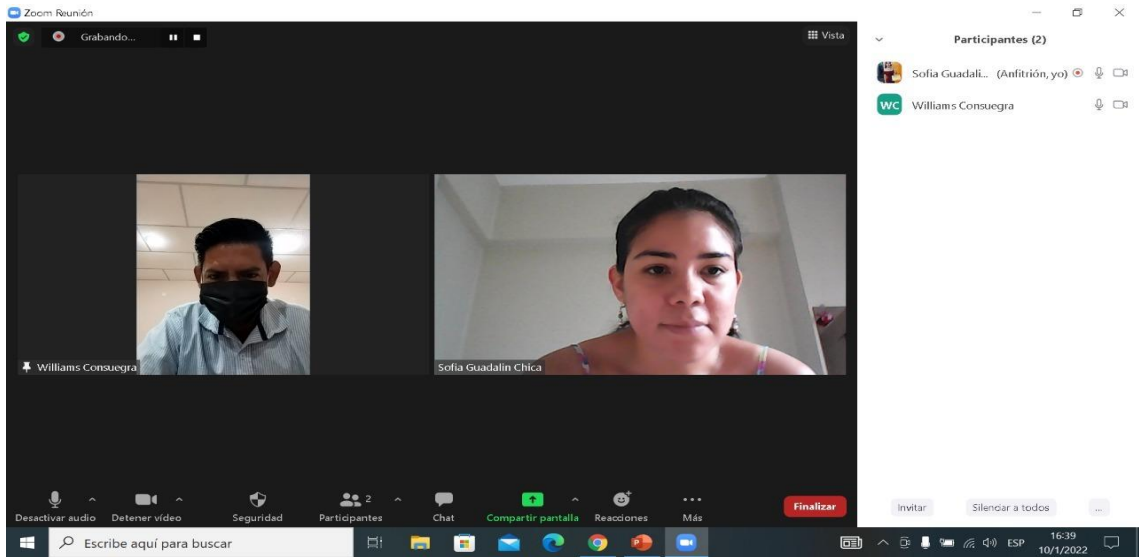 Zoom Reunión
Grabando...
Vista
Participantes (2)
Sofia Guadali... (Anfitrión, yo)
WC Williams Consuegra
Williams Consuegra
Sofia Guadalin Chica
Desactivar audio
Detener vídeo
Seguridad
2
Participantes
Chat
Compartir pantalla
Reacciones
Más
Finalizar
Invitar
Silenciar a todos
...
Escribe aquí para buscar
ESP
16:39
10/1/2022